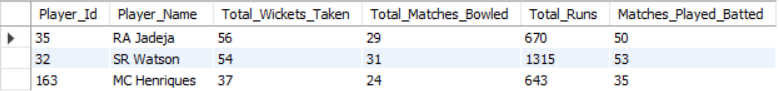 Player_Id Player_Name Total_Wickets_Taken Total_Matches_Bowled Total_Runs Matches_Played_Batted
35 RA Jadeja 56 29 670 50
32 SR Watson 54 31 1315 53
163 MC Henriques 37 24 643 35